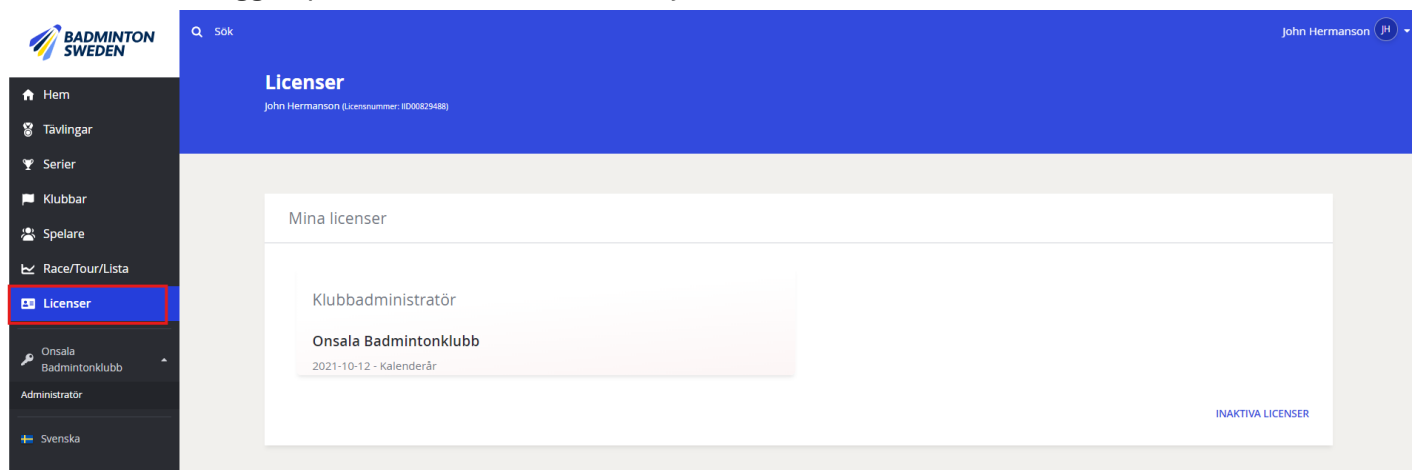 BADMINTON
SWEDEN
Sök
John Hermanson JH
Licenser
John Hermanson (Licensnummer: IID00829488)
Hem
Tävlingar
Serier
Klubbar
Spelare
Race/Tour/Lista
Licenser
Onsala
Badmintonklubb
Administratör
Svenska
Mina licenser
Klubbadministratör
Onsala Badmintonklubb
2021-10-12 - Kalenderår
INAKTIVA LICENSER